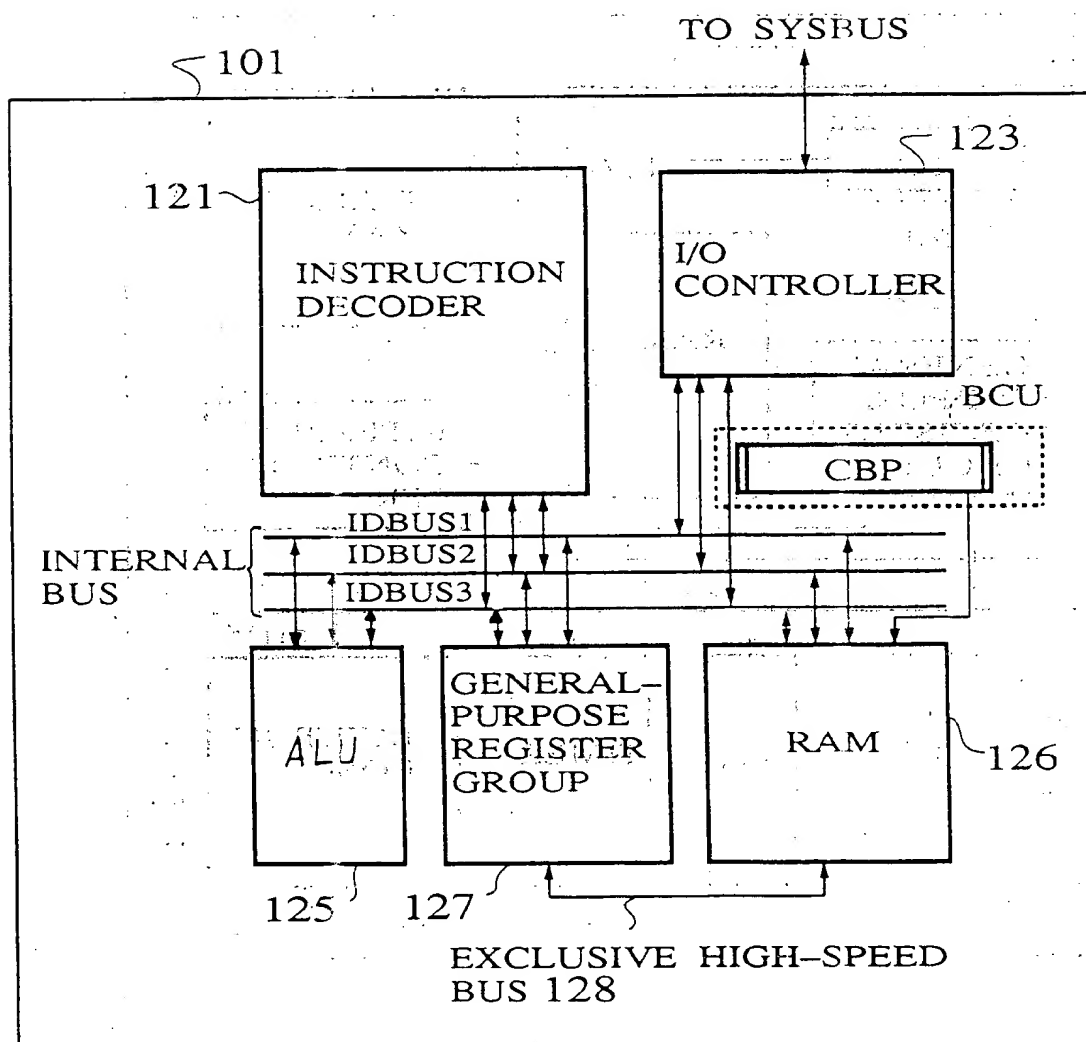 TO SYSBUS
101
121
123
INSTRUCTION
DECODER
I/O
CONTROLLER
BCU
CBP
IDBUS1
IDBUS2
IDBUS3
INTERNAL
BUS
ALU
GENERAL–
PURPOSE
REGISTER
GROUP
RAM
126
125
127
EXCLUSIVE HIGH–SPEED
BUS 128